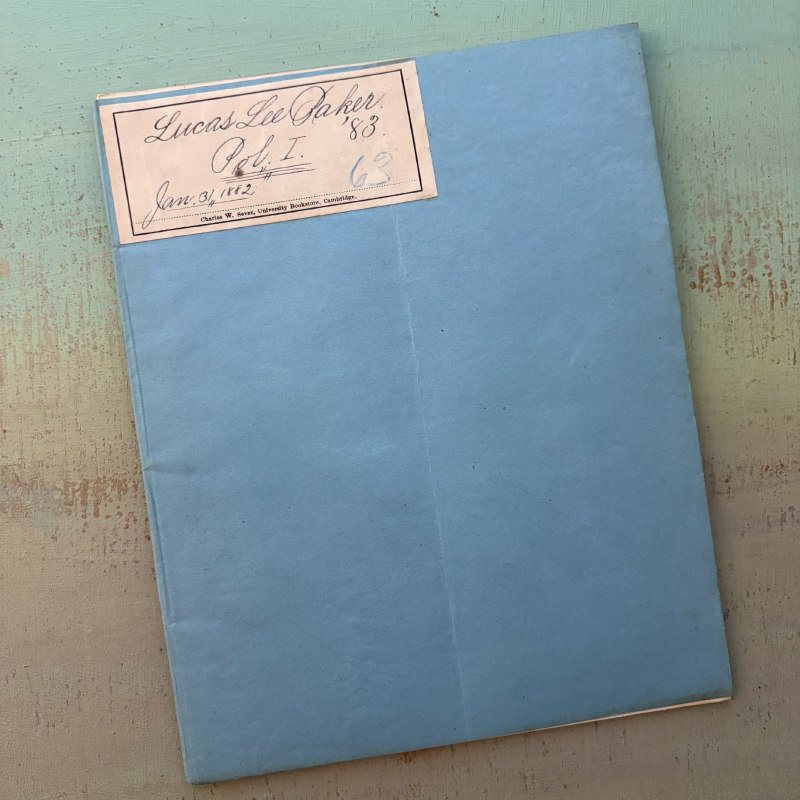 Lucas Lee Baker.
'83.
Pol. I.
63
Jan. 31, 1882
Charles W. Sever, University Bookstore, Cambridge.